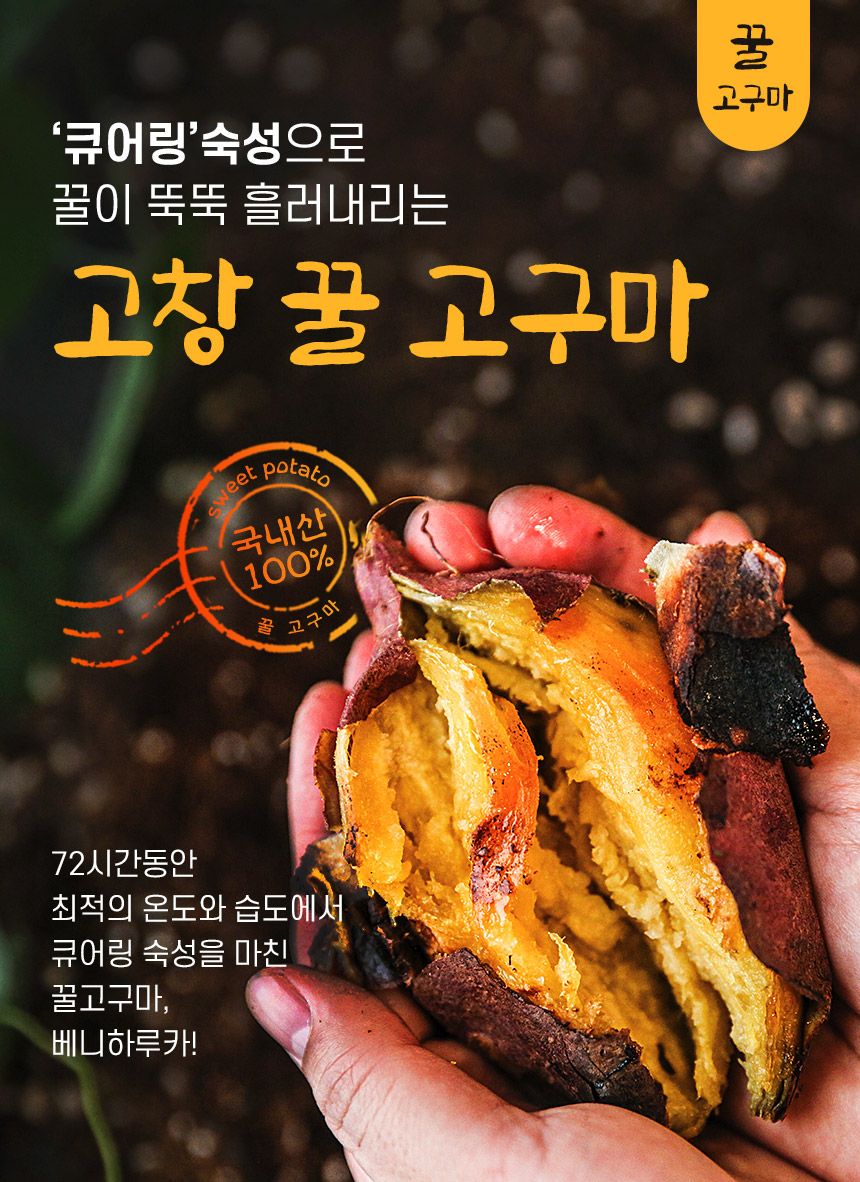 꿀
고구마
‘큐어링’숙성으로
꿀이 뚝뚝 흘러내리는
고창 꿀 고구마
sweet potato
국내산
100%
꿀 고구마
72시간동안
최적의 온도와 습도에서
큐어링 숙성을 마친
꿀고구마,
베니하루카!